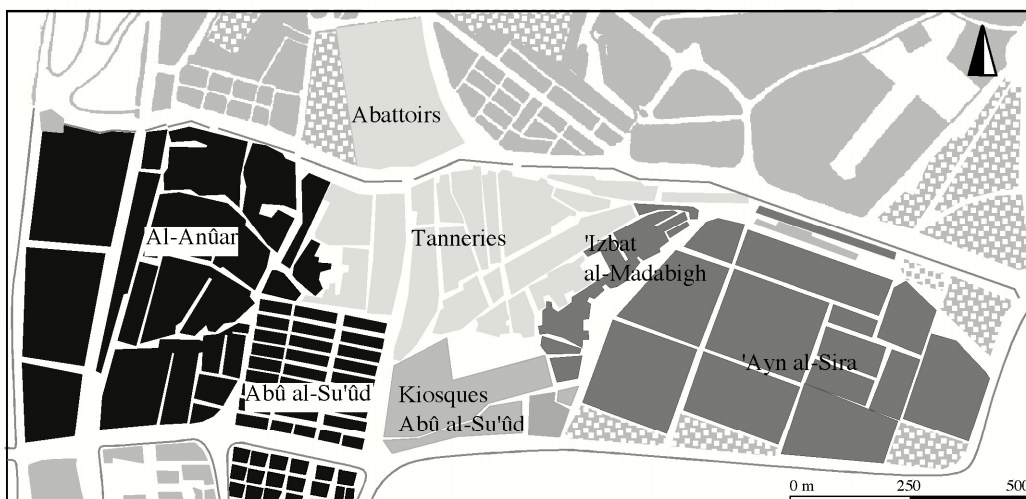 Abattoirs
Al-Anûar
Tanneries
'Izbat
al-Madabigh
'Ayn al-Sira
Abû al-Su'ûd
Kiosques
Abû al-Su'ûd
0 m 250 500